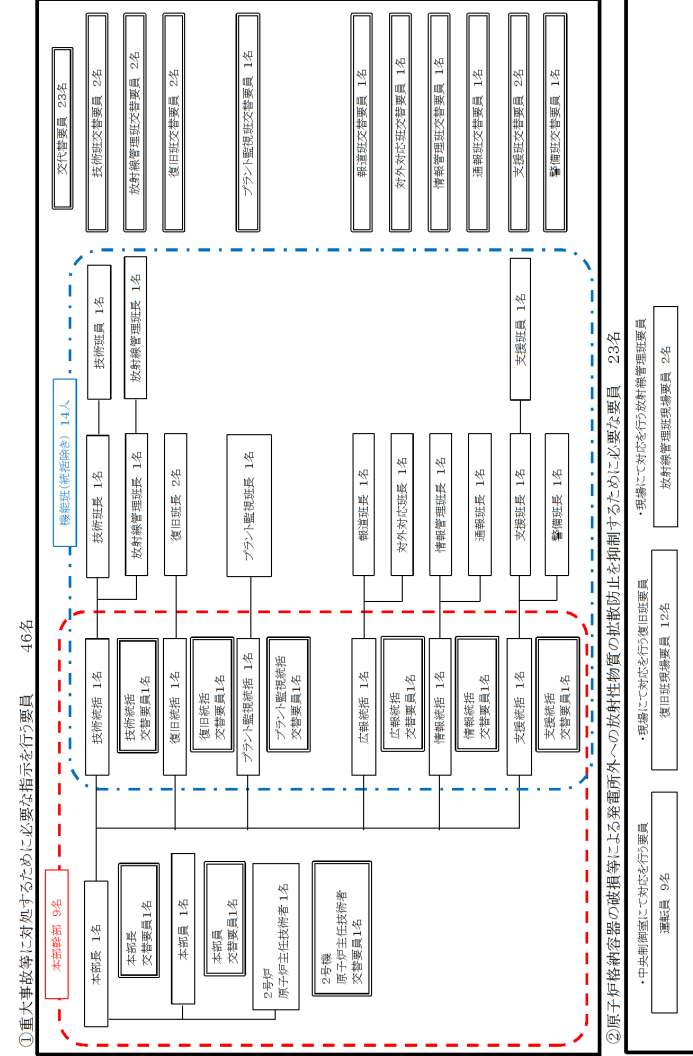 ①重大事故等に対処するために必要な指示を行う要員　46名
本部幹部 9名
機能班（統括除き） 14人
交代替要員 23名
本部長 1名
本部長
交替要員1名
本部員 1名
本部員
交替要員1名
2号炉
原子炉主任技術者 1名
2号機
原子炉主任技術者
交替要員1名
技術統括 1名
技術統括
交替要員1名
復旧統括 1名
復旧統括
交替要員1名
プラント監視統括 1名
プラント監視統括
交替要員1名
広報統括 1名
広報統括
交替要員1名
情報統括 1名
情報統括
交替要員1名
支援統括 1名
支援統括
交替要員1名
技術班長 1名
放射線管理班長 1名
復旧班長 2名
プラント監視班長 1名
報道班長 1名
対外対応班長 1名
情報管理班長 1名
通報班長 1名
支援班長 1名
警備班長 1名
技術班員 1名
放射線管理班長 1名
支援班員 1名
技術班交替要員 2名
放射線管理班交替要員 2名
復旧班交替要員 2名
プラント監視班交替要員 1名
報道班交替要員 1名
対外対応班交替要員 1名
情報管理班交替要員 1名
通報班交替要員 1名
支援班交替要員 2名
警備班交替要員 1名
②原子炉格納容器の破損等による発電所外への放射性物質の拡散防止を抑制するために必要な要員　23名
・中央制御室にて対応を行う要員
運転員 9名
・現場にて対応を行う復旧班要員
復旧班現場要員 12名
・現場にて対応を行う放射線管理班要員
放射線管理班現場要員 2名